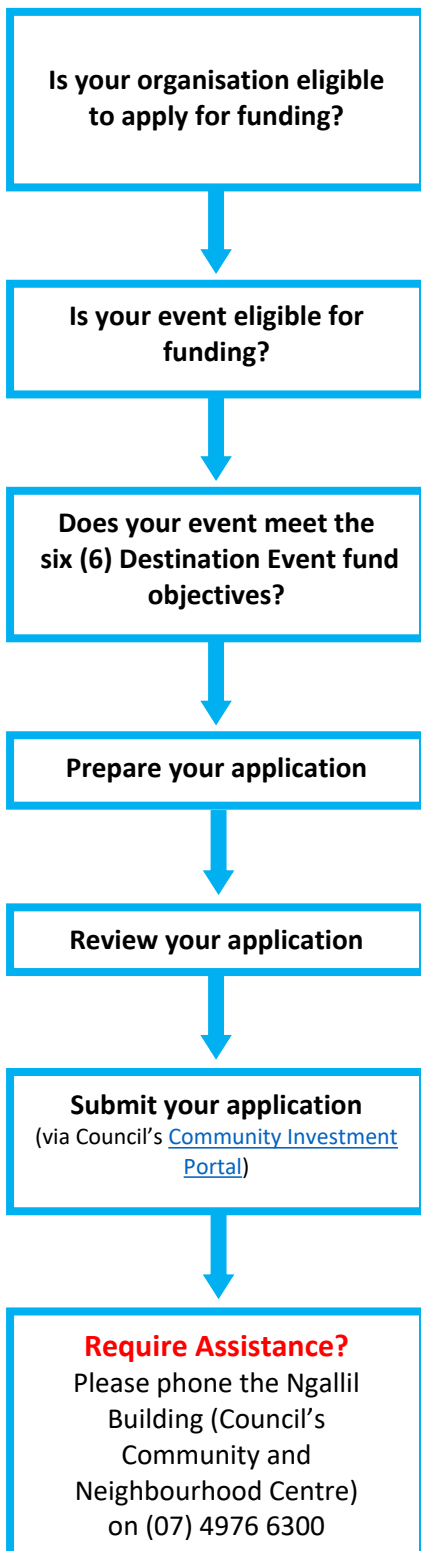 Is your organisation eligible
to apply for funding?
Is your event eligible for
funding?
Does your event meet the
six (6) Destination Event fund
objectives?
Prepare your application
Review your application
Submit your application
(via Council’s Community Investment
Portal)
Require Assistance?
Please phone the Ngallil
Building (Council’s
Community and
Neighbourhood Centre)
on (07) 4976 6300